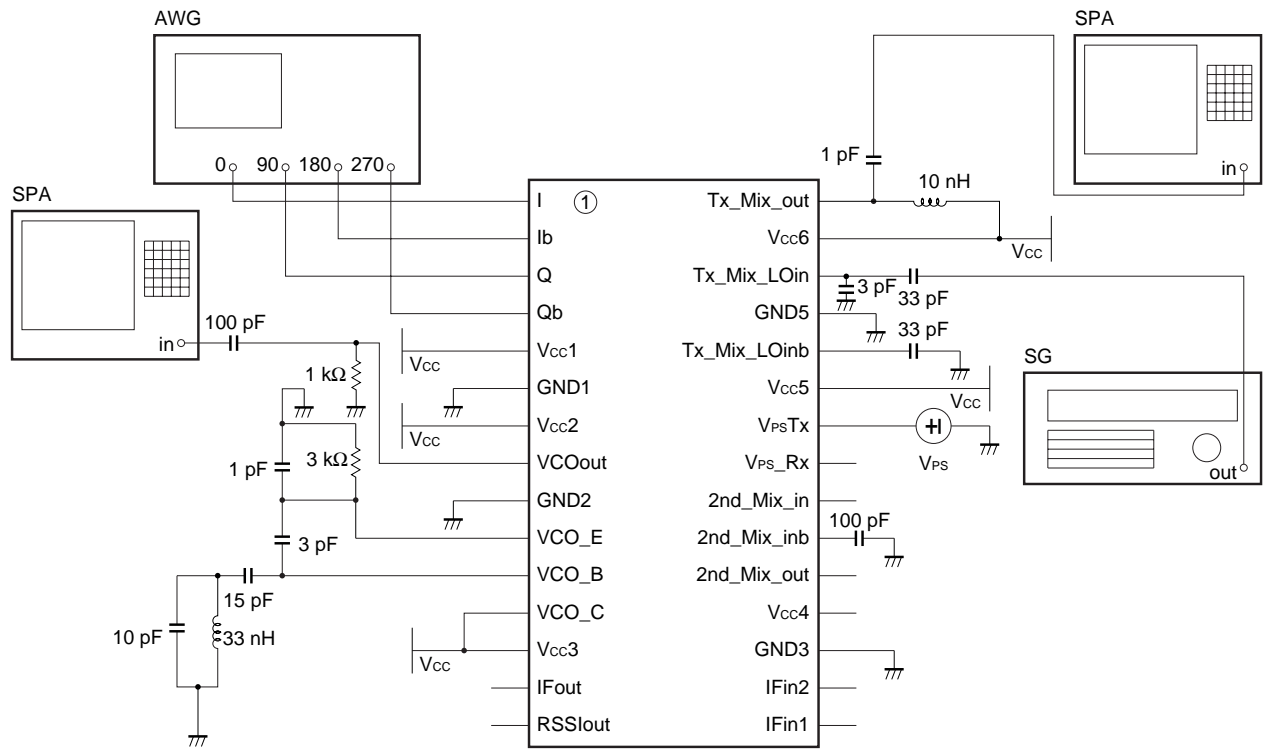 AWG
0 90 180 270
SPA
in
100 pF
1 kΩ
3 kΩ
1 pF
3 pF
15 pF
10 pF
33 nH
VCC
VCC
VCC
①
I
Ib
Q
Qb
VCC1
GND1
VCC2
VCOout
GND2
VCO_E
VCO_B
VCO_C
VCC3
IFout
RSSIout
Tx_Mix_out
VCC6
Tx_Mix_LOin
GND5
Tx_Mix_LOinb
VCC5
VPSTx
VPS_Rx
2nd_Mix_in
2nd_Mix_inb
2nd_Mix_out
VCC4
GND3
IFin2
IFin1
1 pF
10 nH
VCC
3 pF
33 pF
33 pF
VCC
VPS
100 pF
SPA
in
SG
out